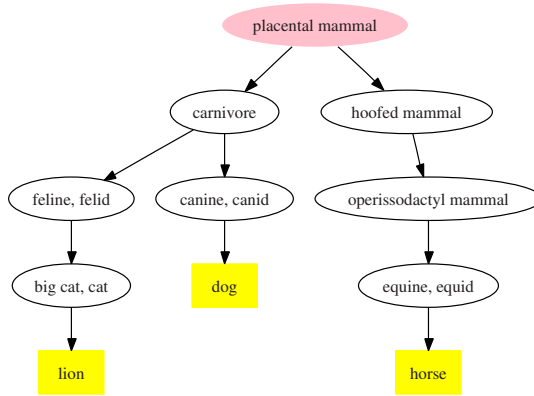 placental mammal
carnivore
hoofed mammal
feline, felid
canine, canid
operissodactyl mammal
big cat, cat
dog
equine, equid
lion
horse